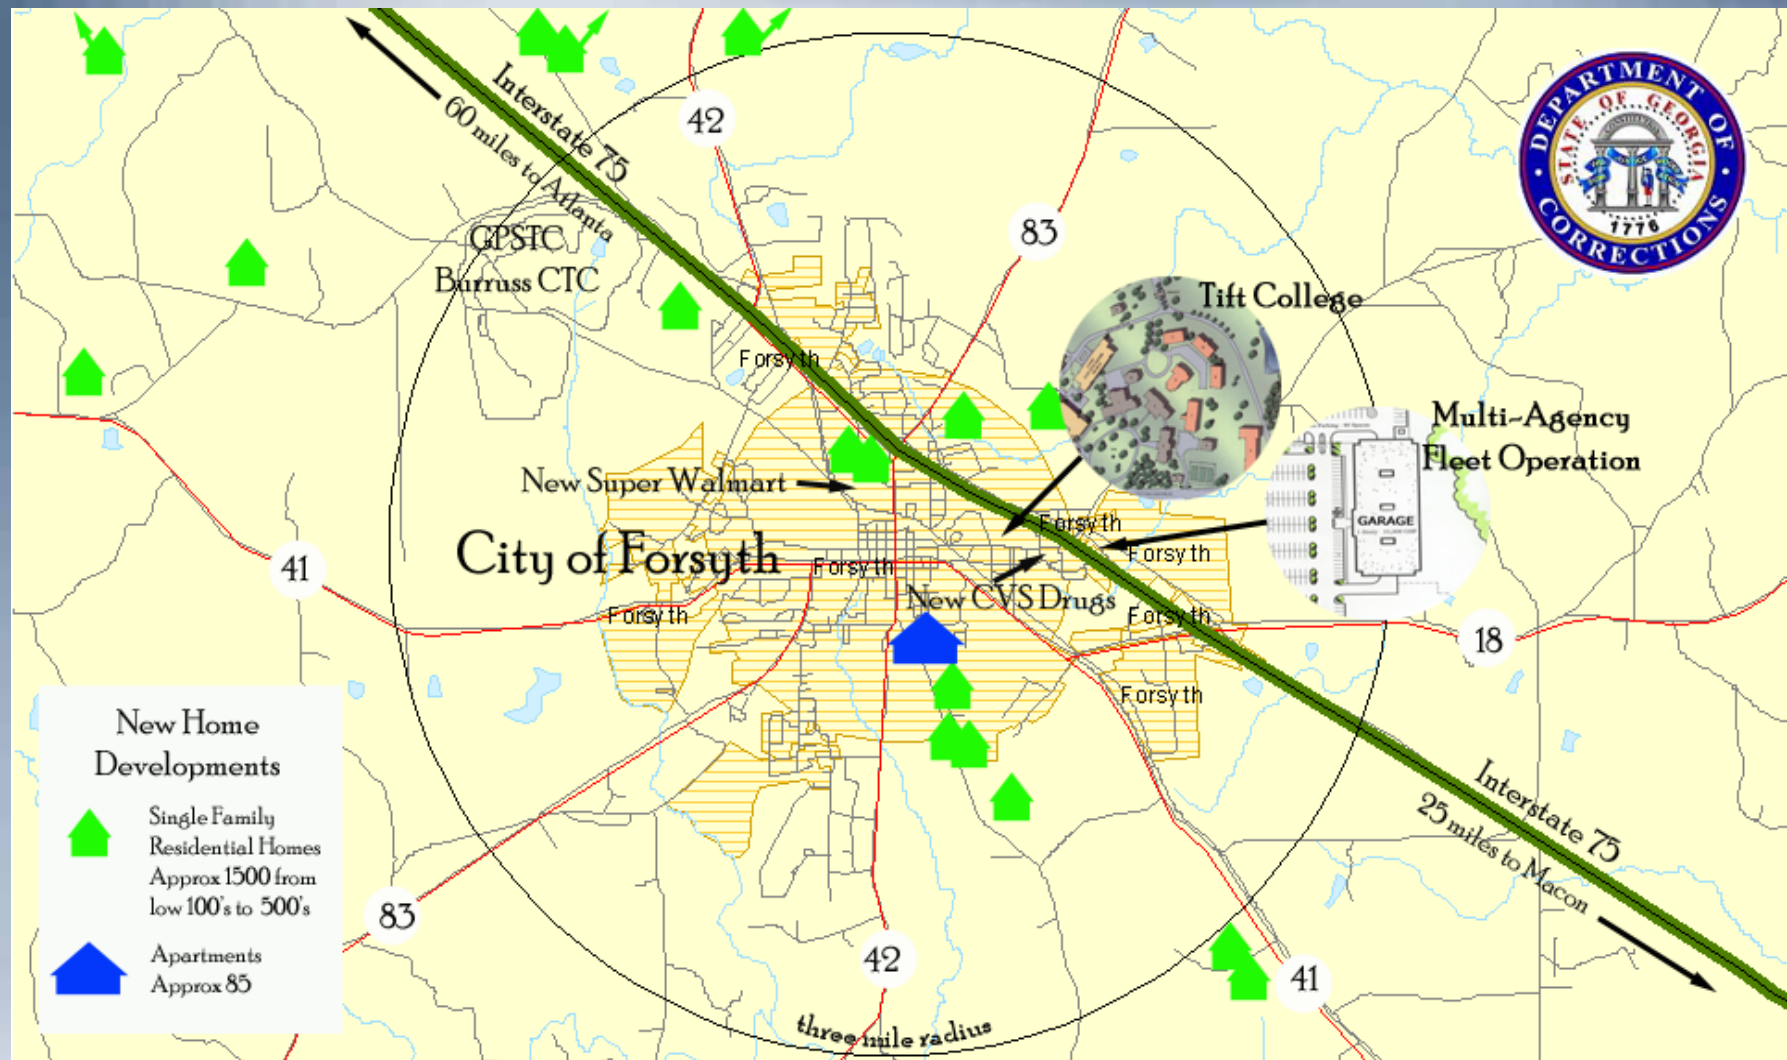 Interstate 75
60 miles to Atlanta
42
83
DEPARTMENT OF
CORRECTIONS
STATE OF GEORGIA
CONSTITUTION
1776
GPSTC
Burruss CTC
Tift College
Forsyth
Multi-Agency
Fleet Operation
New Super Walmart
GARAGE
City of Forsyth
Forsyth
Forsyth
Forsyth
41
New CVS Drugs
Forsyth
Forsyth
18
Forsyth
New Home
Developments
Single Family
Residential Homes
Approx 1500 from
low 100's to 500's
Apartments
Approx 85
Interstate 75
25 miles to Macon
83
42
41
three mile radius